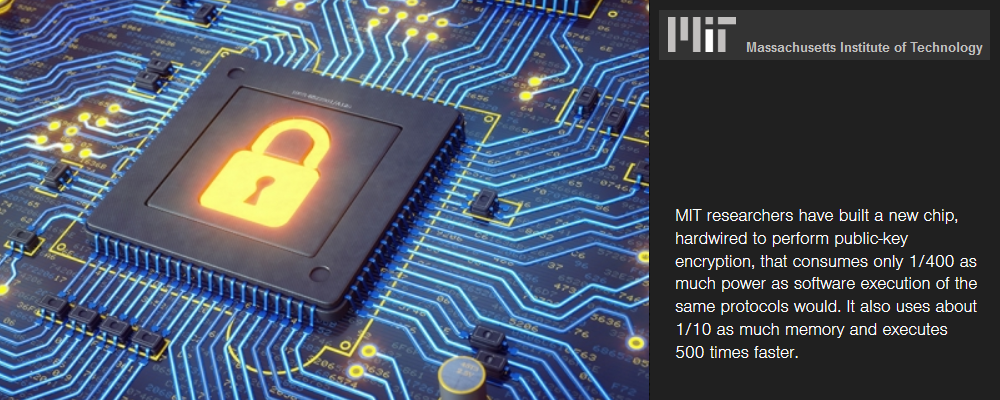 MIT
Massachusetts Institute of Technology
MIT researchers have built a new chip,
hardwired to perform public-key
encryption, that consumes only 1/400 as
much power as software execution of the
same protocols would. It also uses about
1/10 as much memory and executes
500 times faster.